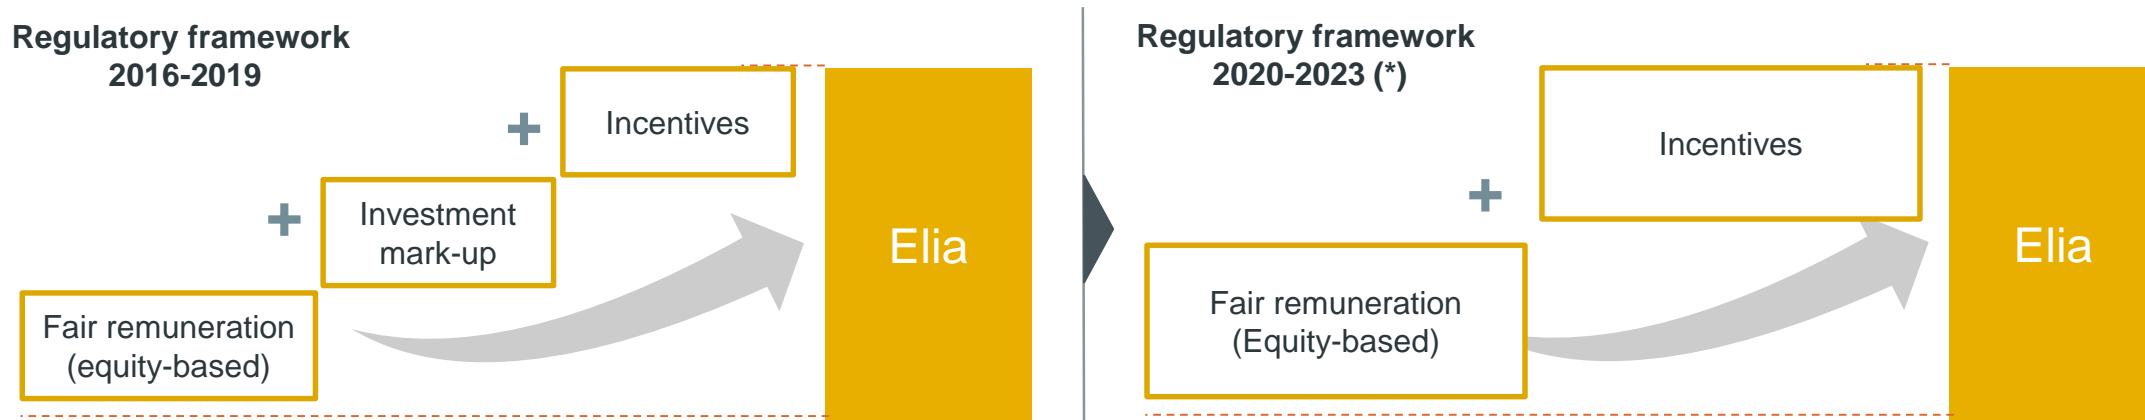 Regulatory framework
2016-2019
Incentives
+
Investment
mark-up
+
Fair remuneration
(equity-based)
Elia
Regulatory framework
2020-2023 (*)
Incentives
+
Fair remuneration
(Equity-based)
Elia